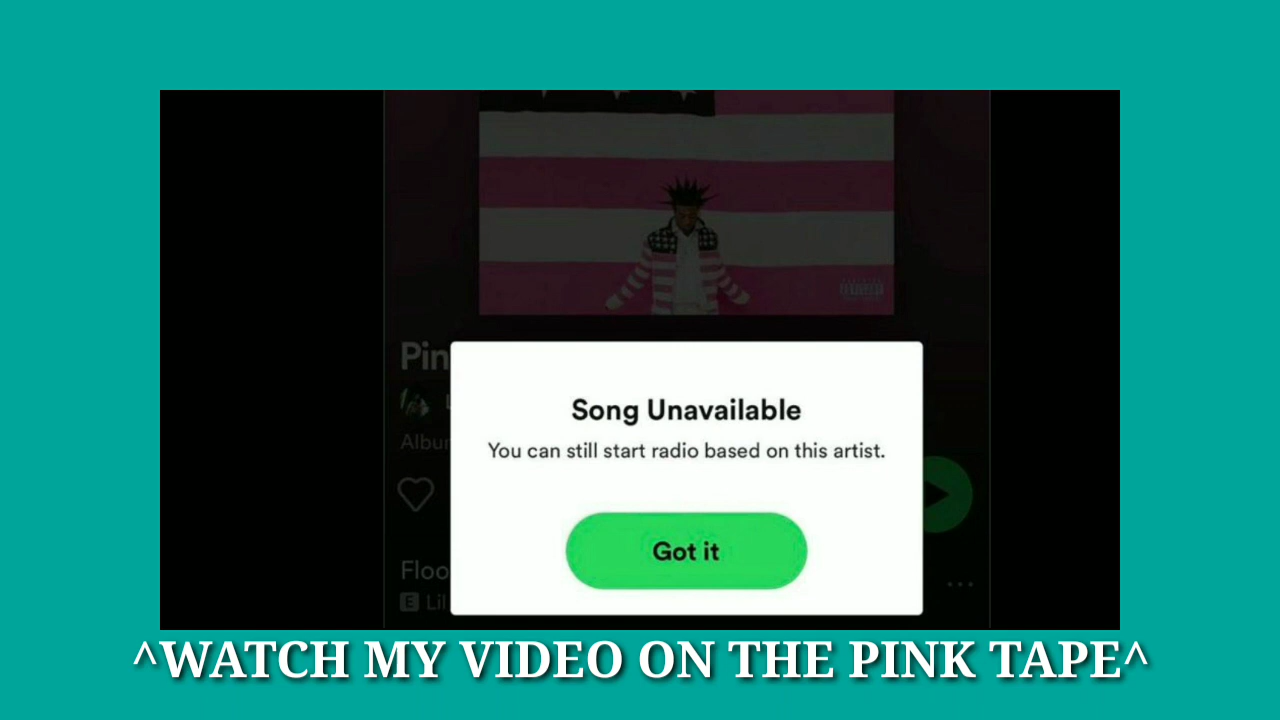 Pin
Song Unavailable
You can still start radio based on this artist.
Albu
Got it
Floo
E Lil
^WATCH MY VIDEO ON THE PINK TAPE^